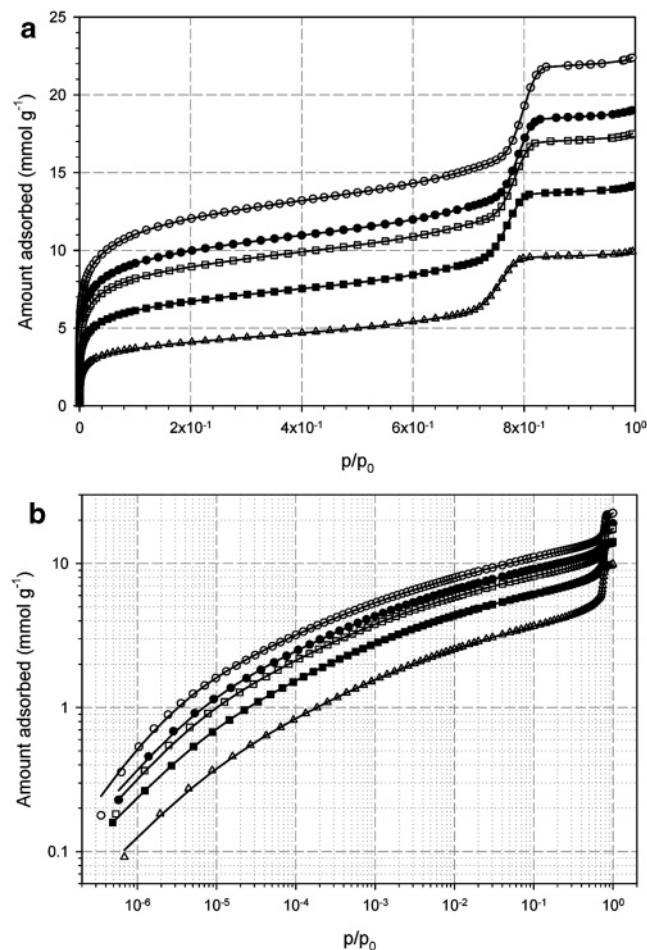 a
25
20
15
10
5
0
Amount adsorbed (mmol g⁻¹)
0 2x10⁻¹ 4x10⁻¹ 6x10⁻¹ 8x10⁻¹ 10⁰
p/p₀
b
10
1
0.1
Amount adsorbed (mmol g⁻¹)
10⁻⁶ 10⁻⁵ 10⁻⁴ 10⁻³ 10⁻² 10⁻¹ 10⁰
p/p₀